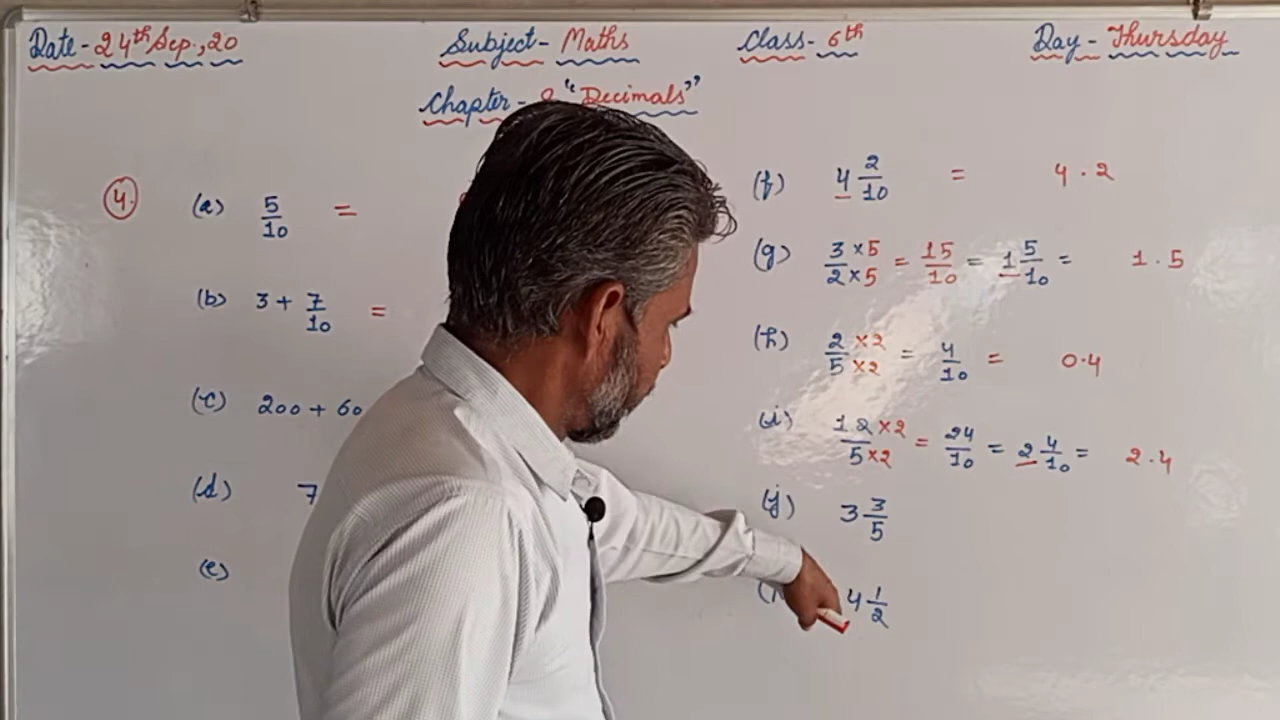 Date - 24th Sep., 20 Subject - Maths Class - 6th Day - Thursday
Chapter - 8 "Decimals"
4. (a) 5/10 =
(b) 3 + 7/10 =
(c) 200 + 60
(d) 7
(e)
(f) 4 2/10 = 4.2
(g) 3×5/2×5 = 15/10 = 1 5/10 = 1.5
(h) 2×2/5×2 = 4/10 = 0.4
(i) 12×2/5×2 = 24/10 = 2 4/10 = 2.4
(j) 3 3/5
4 1/2